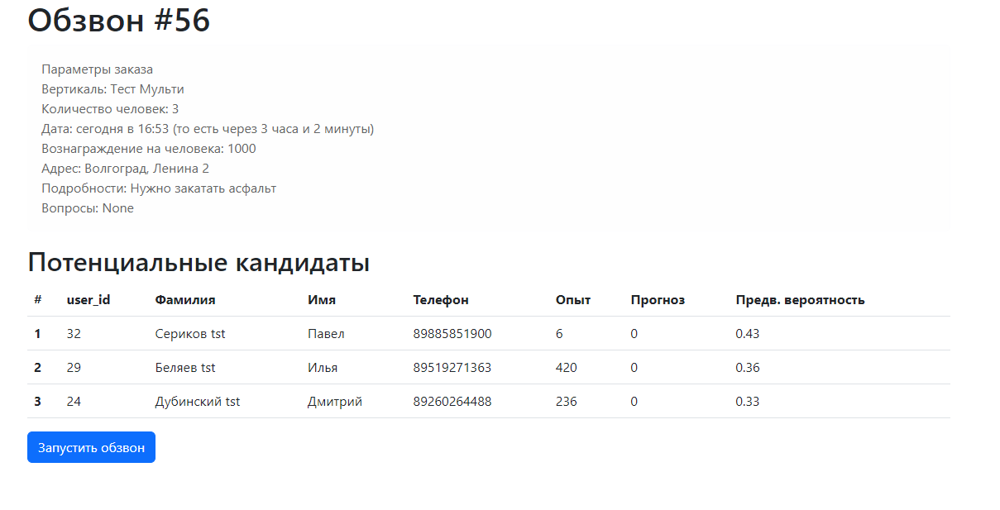 Обзвон #56
Параметры заказа
Вертикаль: Тест Мульти
Количество человек: 3
Дата: сегодня в 16:53 (то есть через 3 часа и 2 минуты)
Вознаграждение на человека: 1000
Адрес: Волгоград, Ленина 2
Подробности: Нужно закатать асфальт
Вопросы: None
Потенциальные кандидаты
# user_id Фамилия Имя Телефон Опыт Прогноз Предв. вероятность
1 32 Сериков tst Павел 89885851900 6 0 0.43
2 29 Беляев tst Илья 89519271363 420 0 0.36
3 24 Дубинский tst Дмитрий 89260264488 236 0 0.33
Запустить обзвон